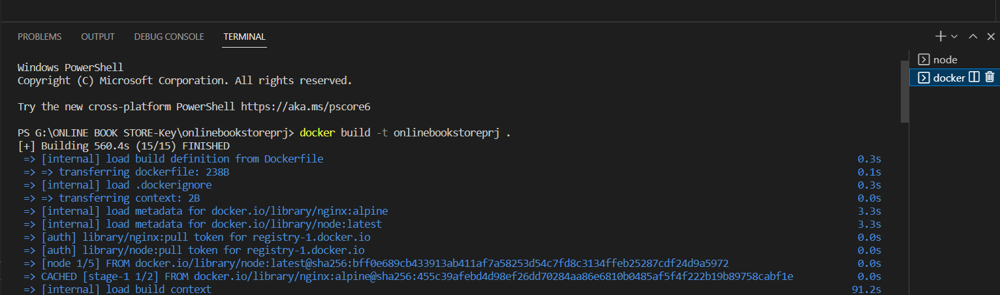 PROBLEMS OUTPUT DEBUG CONSOLE TERMINAL
node
docker
Windows PowerShell
Copyright (C) Microsoft Corporation. All rights reserved.
Try the new cross-platform PowerShell https://aka.ms/pscore6
PS G:\ONLINE BOOK STORE-Key\onlinebookstoreprj> docker build -t onlinebookstoreprj .
[+] Building 560.4s (15/15) FINISHED
=> [internal] load build definition from Dockerfile 0.3s
=> => transferring dockerfile: 238B 0.1s
=> [internal] load .dockerignore 0.3s
=> => transferring context: 2B 0.0s
=> [internal] load metadata for docker.io/library/nginx:alpine 3.3s
=> [internal] load metadata for docker.io/library/node:latest 3.3s
=> [auth] library/nginx:pull token for registry-1.docker.io 0.0s
=> [auth] library/node:pull token for registry-1.docker.io 0.0s
=> [node 1/5] FROM docker.io/library/node:latest@sha256:bff0e689cb433913ab411af7a58253d54c7fd8c3134ffeb25287cdf24d9a5972 0.0s
=> CACHED [stage-1 1/2] FROM docker.io/library/nginx:alpine@sha256:455c39afebd4d98ef26dd70284aa86e6810b0485af5f4f222b19b89758cabf1e 0.0s
=> [internal] load build context 91.2s